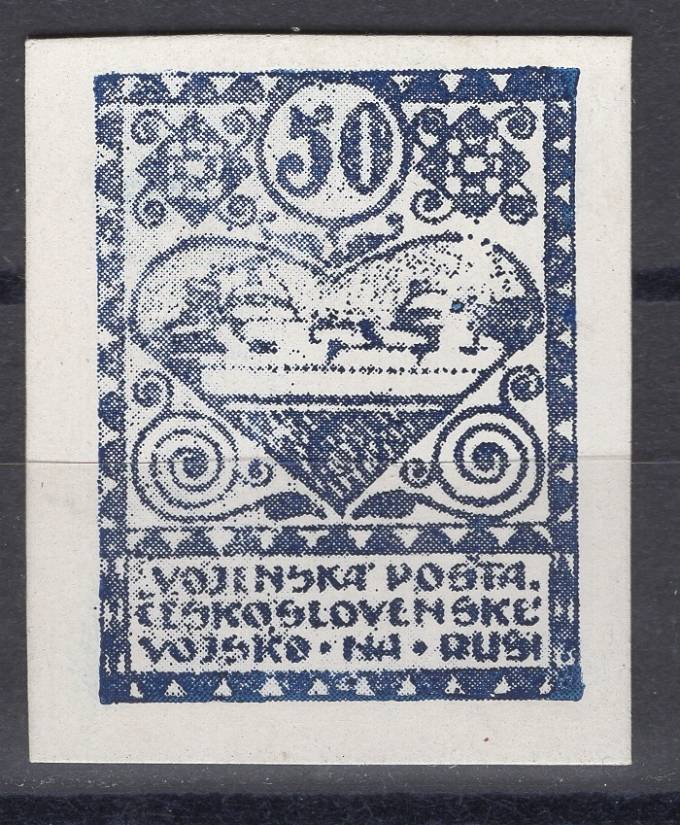 50
VOJENSKÁ POŠTA.
ČESKOSLOVENSKÉ
VOJSKO · NA · RUSI